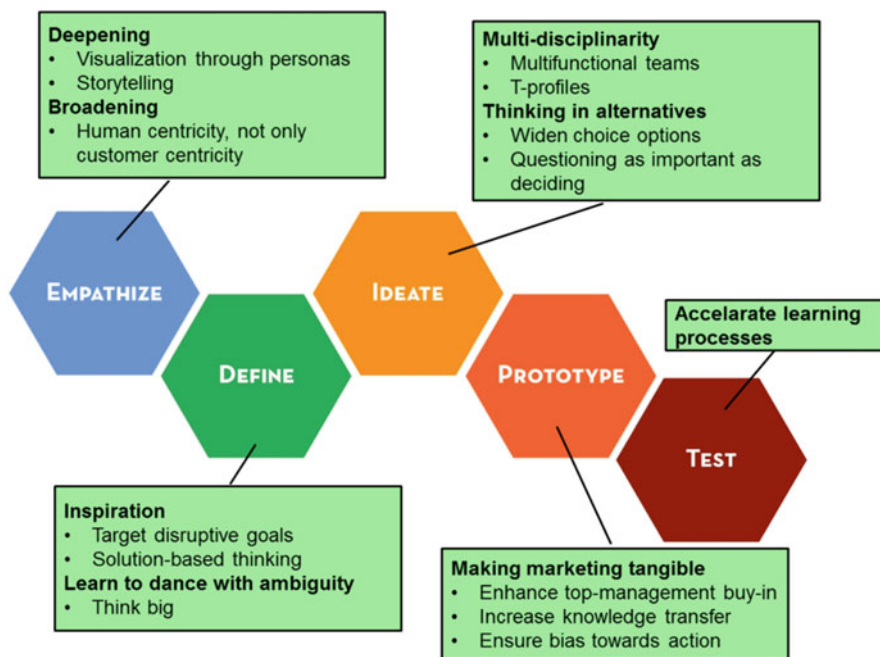 Deepening
• Visualization through personas
• Storytelling
Broadening
• Human centricity, not only
customer centricity
Multi-disciplinarity
• Multifunctional teams
• T-profiles
Thinking in alternatives
• Widen choice options
• Questioning as important as
deciding
EMPATHIZE
IDEATE
Accelarate learning
processes
DEFINE
PROTOTYPE
TEST
Inspiration
• Target disruptive goals
• Solution-based thinking
Learn to dance with ambiguity
• Think big
Making marketing tangible
• Enhance top-management buy-in
• Increase knowledge transfer
• Ensure bias towards action